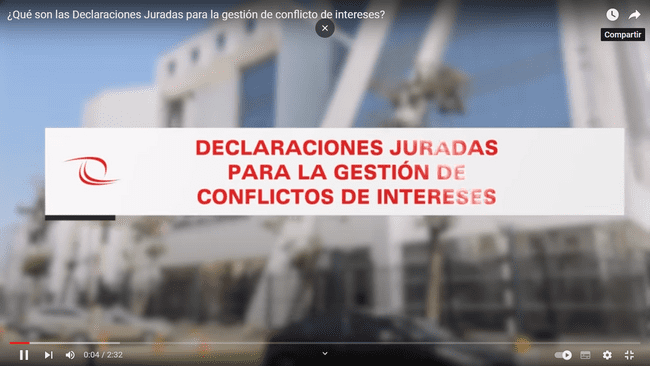 ¿Qué son las Declaraciones Juradas para la gestión de conflicto de intereses?
Compartir
DECLARACIONES JURADAS
PARA LA GESTIÓN DE
CONFLICTOS DE INTERESES
0:04 / 2:32